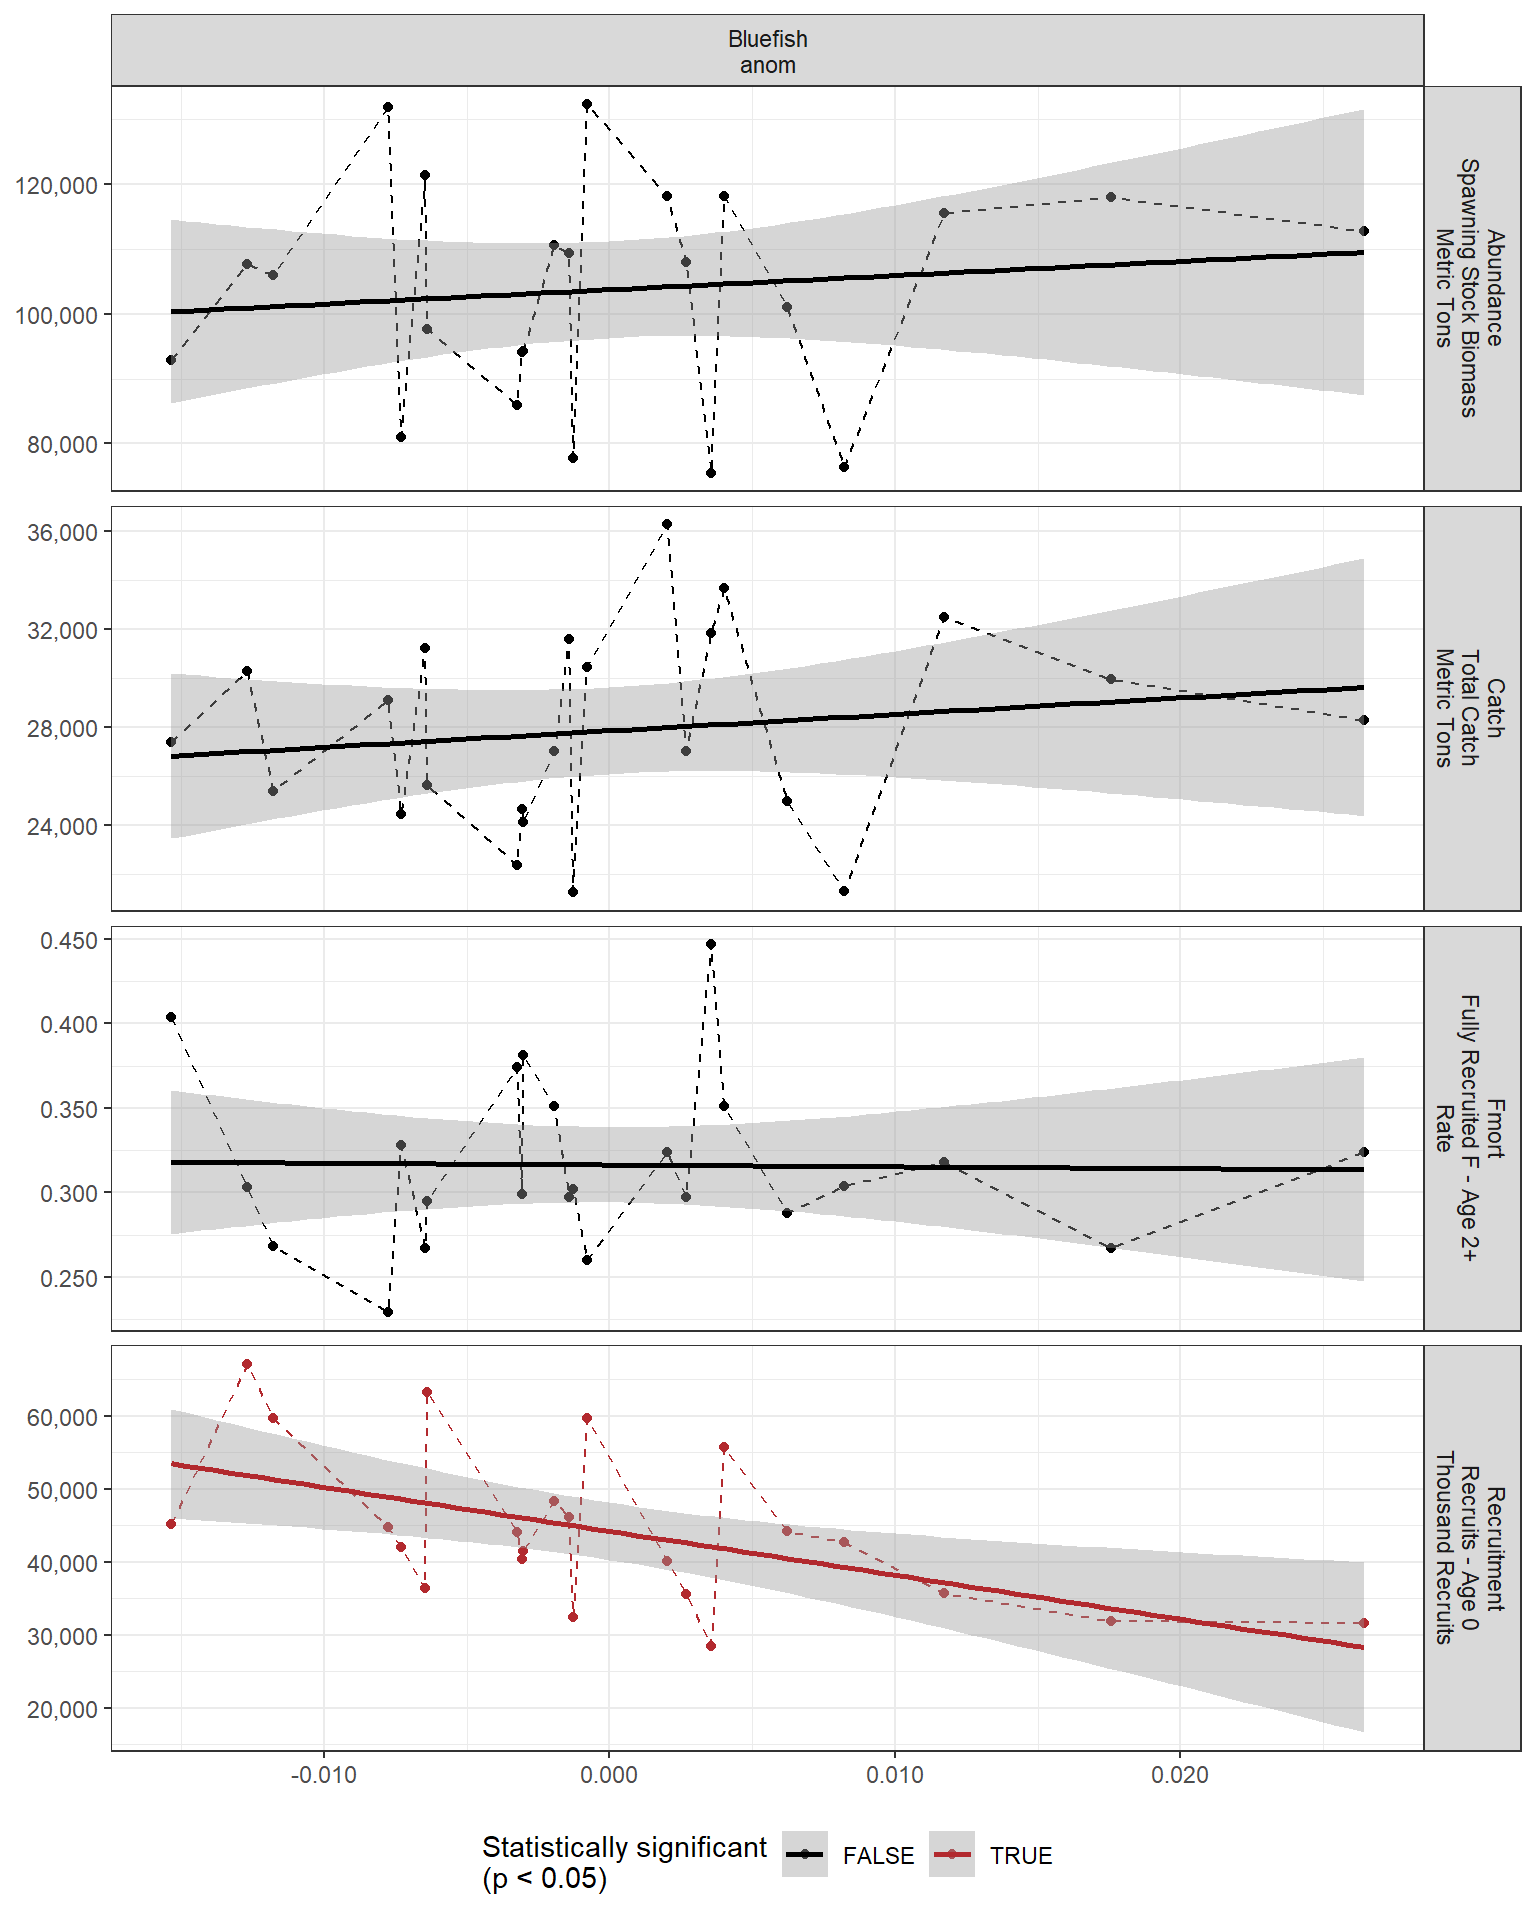 Bluefish
anom
120,000
100,000
80,000
Abundance
Spawning Stock Biomass
Metric Tons
36,000
32,000
28,000
24,000
Catch
Total Catch
Metric Tons
0.450
0.400
0.350
0.300
0.250
Fmort
Fully Recruited F - Age 2+
Rate
60,000
50,000
40,000
30,000
20,000
Recruitment
Recruits - Age 0
Thousand Recruits
-0.010 0.000 0.010 0.020
Statistically significant
(p < 0.05)
FALSE TRUE